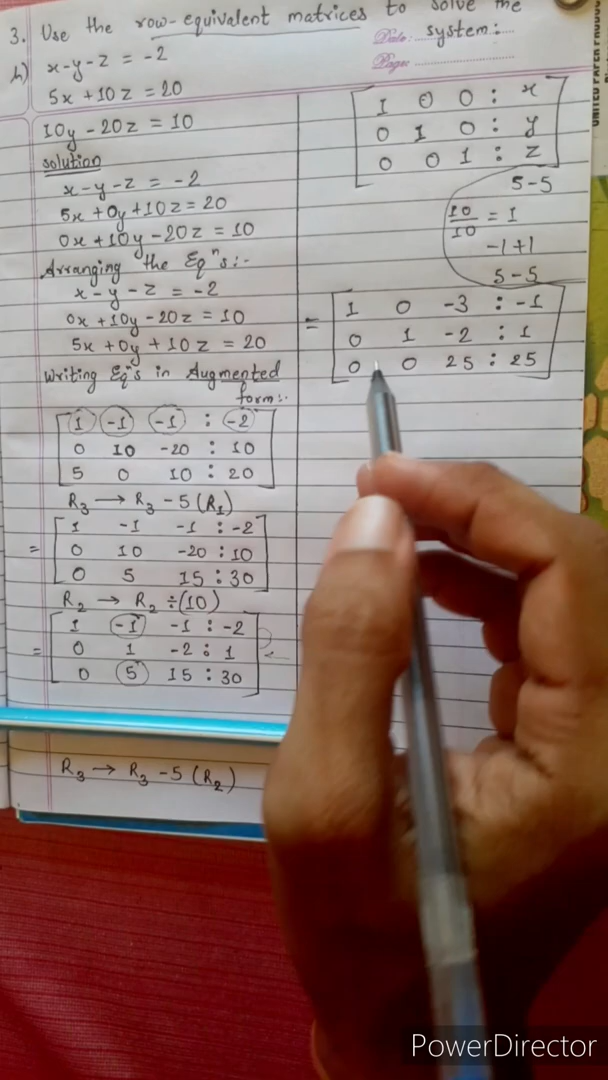 3. Use the row-equivalent matrices to solve the
system:
Date:
Page:
h) x-y-z = -2
5x + 10z = 20
10y - 20z = 10
solution
x-y-z = -2
5x + 0y + 10z = 20
0x + 10y - 20z = 10
Arranging the Eqⁿs:-
x-y-z = -2
0x + 10y - 20z = 10
5x + 0y + 10z = 20
Writing Eqⁿs in Augmented
form:-
1 -1 -1 : -2
0 10 -20 : 10
5 0 10 : 20
R₃ → R₃ - 5 (R₁)
1 -1 -1 : -2
= 0 10 -20 : 10
0 5 15 : 30
R₂ → R₂ ÷ (10)
1 -1 -1 : -2
= 0 1 -2 : 1
0 5 15 : 30
R₃ → R₃ - 5 (R₂)
1 0 0 : x
0 1 0 : y
0 0 1 : z
5-5
10/10 = 1
-1+1
5-5
1 0 -3 : -1
= 0 1 -2 : 1
0 0 25 : 25
PowerDirector